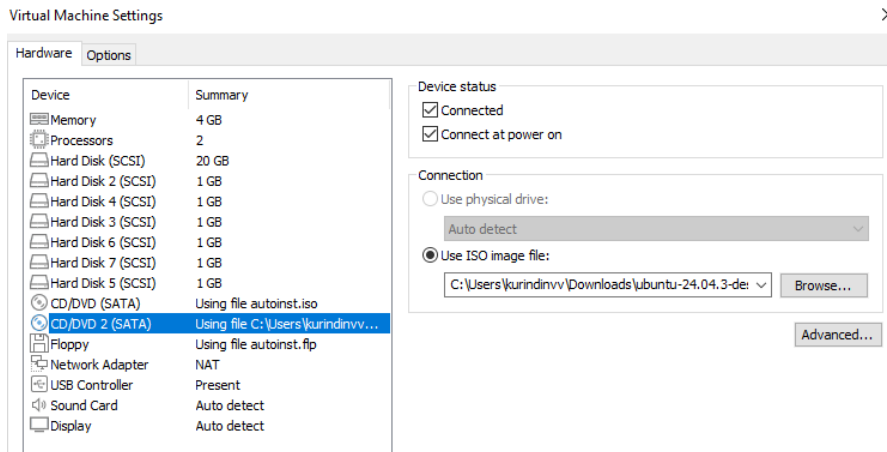 Virtual Machine Settings
Hardware Options
Device Summary
Memory 4 GB
Processors 2
Hard Disk (SCSI) 20 GB
Hard Disk 2 (SCSI) 1 GB
Hard Disk 4 (SCSI) 1 GB
Hard Disk 3 (SCSI) 1 GB
Hard Disk 6 (SCSI) 1 GB
Hard Disk 7 (SCSI) 1 GB
Hard Disk 5 (SCSI) 1 GB
CD/DVD (SATA) Using file autoinst.iso
CD/DVD 2 (SATA) Using file C:\Users\kurindinvv...
Floppy Using file autoinst.flp
Network Adapter NAT
USB Controller Present
Sound Card Auto detect
Display Auto detect
Device status
Connected
Connect at power on
Connection
Use physical drive:
Auto detect
Use ISO image file:
C:\Users\kurindinvv\Downloads\ubuntu-24.04.3-des Browse...
Advanced...